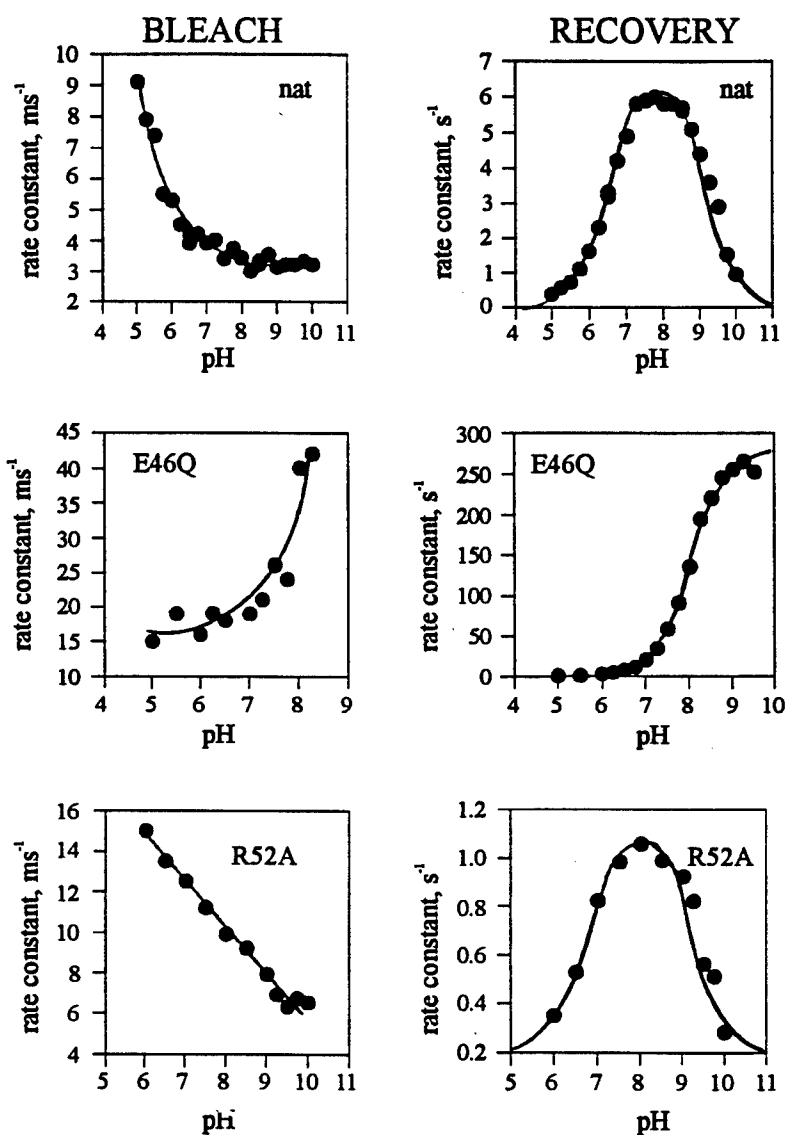 BLEACH
RECOVERY
rate constant, ms⁻¹
10
9
8
7
6
5
4
3
2
nat
4 5 6 7 8 9 10 11
pH
rate constant, s⁻¹
7
6
5
4
3
2
1
0
nat
4 5 6 7 8 9 10 11
pH
rate constant, ms⁻¹
45
40
35
30
25
20
15
10
E46Q
4 5 6 7 8 9
pH
rate constant, s⁻¹
300
250
200
150
100
50
0
E46Q
4 5 6 7 8 9 10
pH
rate constant, ms⁻¹
16
14
12
10
8
6
4
R52A
5 6 7 8 9 10 11
pH
rate constant, s⁻¹
1.2
1.0
0.8
0.6
0.4
0.2
R52A
5 6 7 8 9 10 11
pH